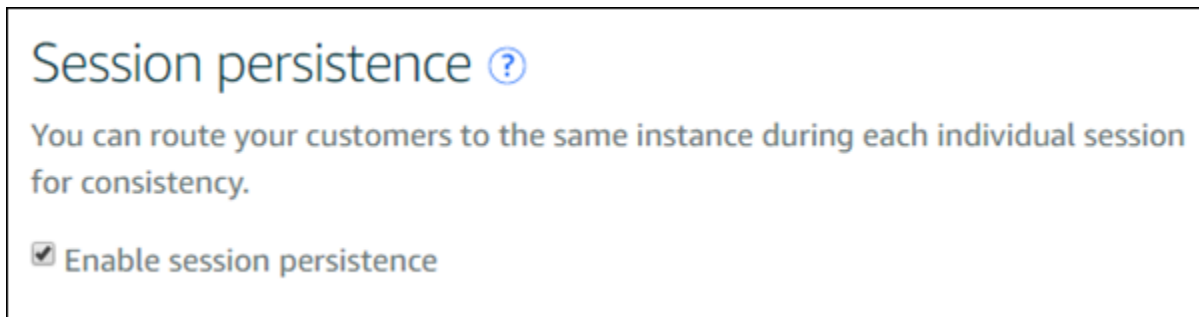 Session persistence ?
You can route your customers to the same instance during each individual session
for consistency.
Enable session persistence